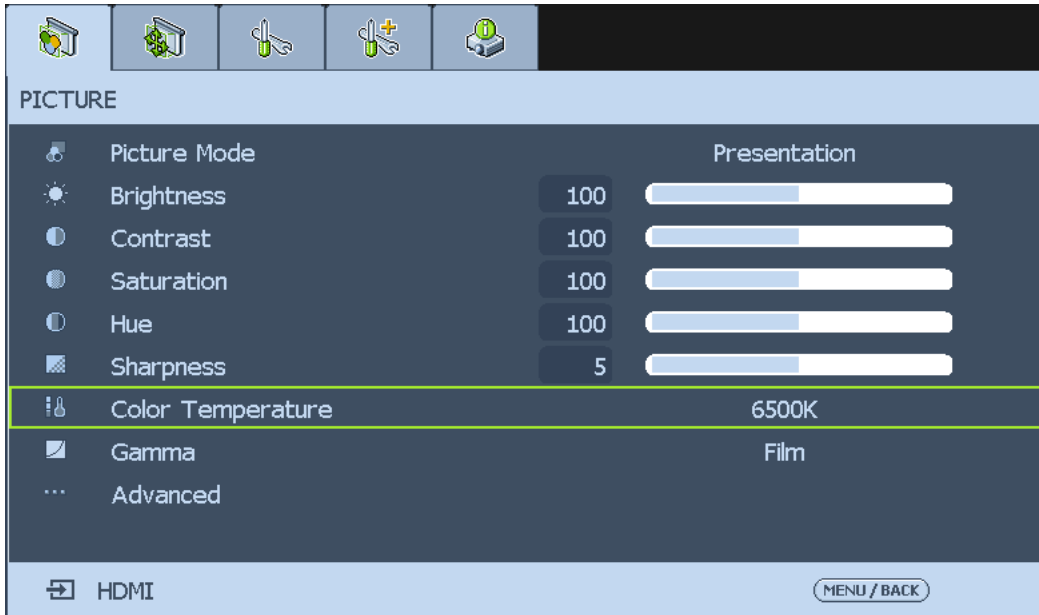 PICTURE
Picture Mode Presentation
Brightness 100
Contrast 100
Saturation 100
Hue 100
Sharpness 5
Color Temperature 6500K
Gamma Film
Advanced
HDMI MENU / BACK